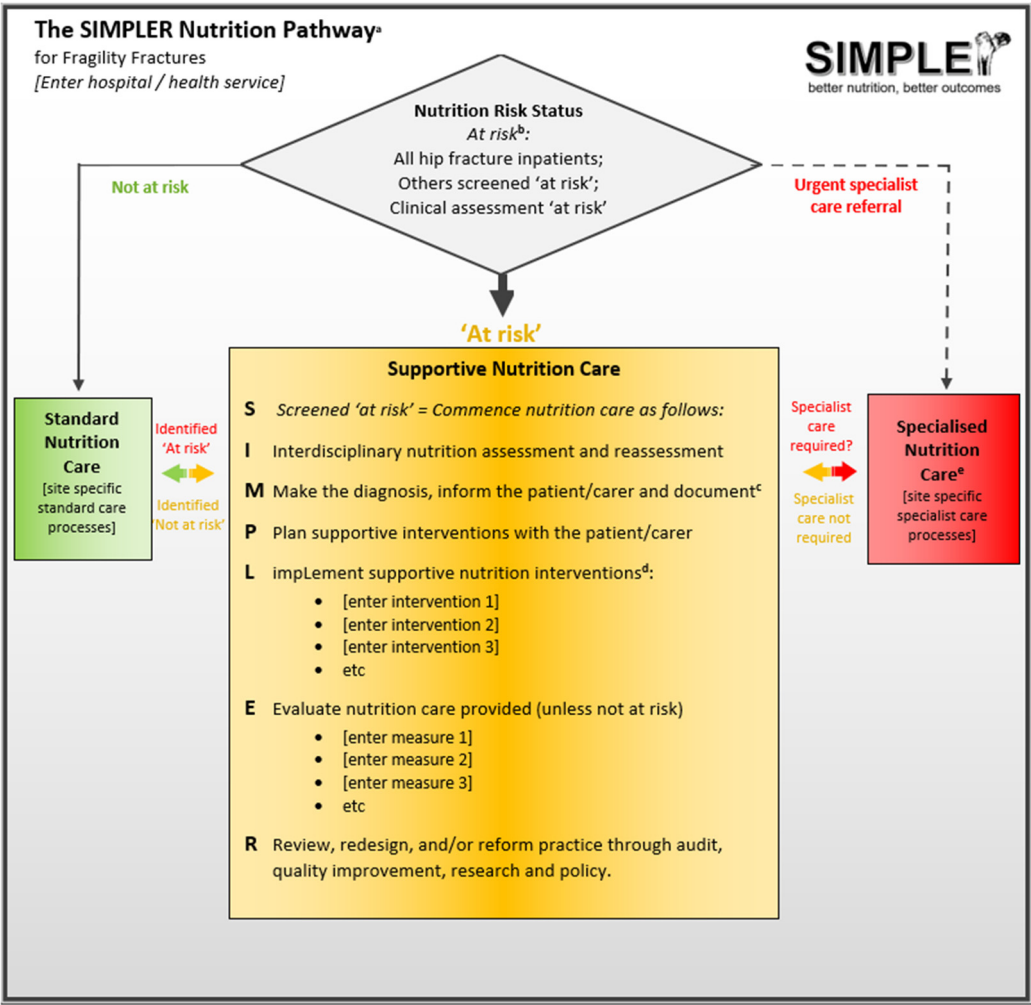 The SIMPLER Nutrition Pathwayᵃ
for Fragility Fractures
[Enter hospital / health service]
SIMPLER
better nutrition, better outcomes
Nutrition Risk Status
At riskᵇ:
All hip fracture inpatients;
Others screened ‘at risk’;
Clinical assessment ‘at risk’
Not at risk
Urgent specialist
care referral
‘At risk’
Standard
Nutrition
Care
[site specific
standard care
processes]
Identified
‘At risk’
Identified
‘Not at risk’
Supportive Nutrition Care
S Screened ‘at risk’ = Commence nutrition care as follows:
I Interdisciplinary nutrition assessment and reassessment
M Make the diagnosis, inform the patient/carer and documentᶜ
P Plan supportive interventions with the patient/carer
L impLement supportive nutrition interventionsᵈ:
• [enter intervention 1]
• [enter intervention 2]
• [enter intervention 3]
• etc
E Evaluate nutrition care provided (unless not at risk)
• [enter measure 1]
• [enter measure 2]
• [enter measure 3]
• etc
R Review, redesign, and/or reform practice through audit,
quality improvement, research and policy.
Specialist
care
required?
Specialist
care not
required
Specialised
Nutrition
Careᵉ
[site specific
specialist care
processes]